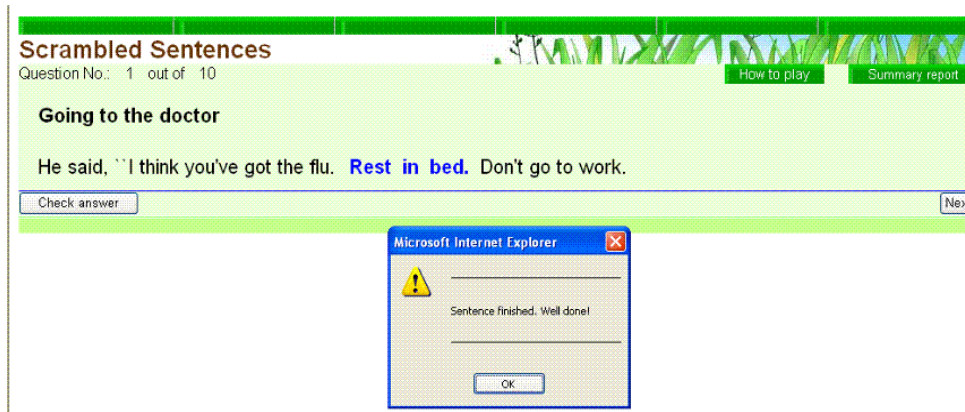 Scrambled Sentences
Question No.: 1 out of 10
How to play
Summary report
Going to the doctor
He said, ``I think you've got the flu. Rest in bed. Don't go to work.
Check answer
Nex
Microsoft Internet Explorer
Sentence finished. Well done!
OK